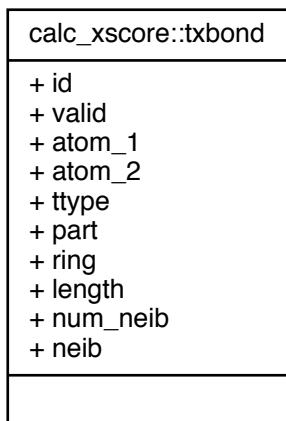 calc_xscore::txbond
+ id
+ valid
+ atom_1
+ atom_2
+ ttype
+ part
+ ring
+ length
+ num_neib
+ neib